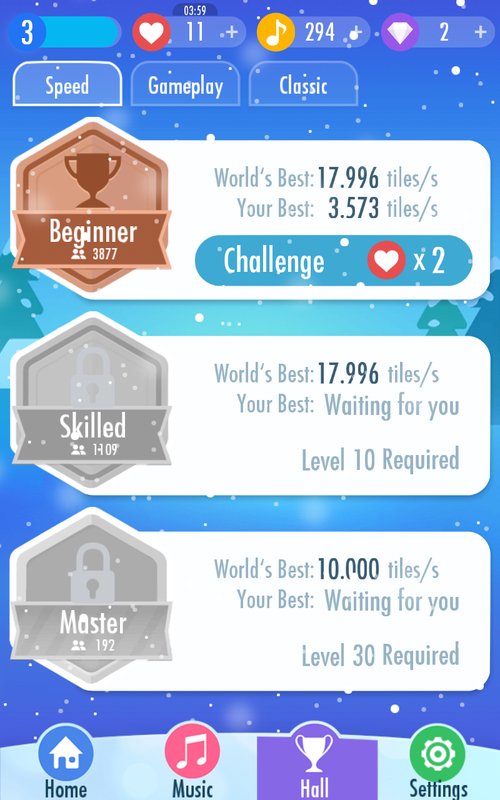 03:59
3 11 + 294 + 2 +
Speed Gameplay Classic
World's Best: 17.996 tiles/s
Your Best: 3.573 tiles/s
Beginner
3877
Challenge x 2
World's Best: 17.996 tiles/s
Your Best: Waiting for you
Skilled
1109
Level 10 Required
World's Best: 10.000 tiles/s
Your Best: Waiting for you
Master
192
Level 30 Required
Home Music Hall Settings